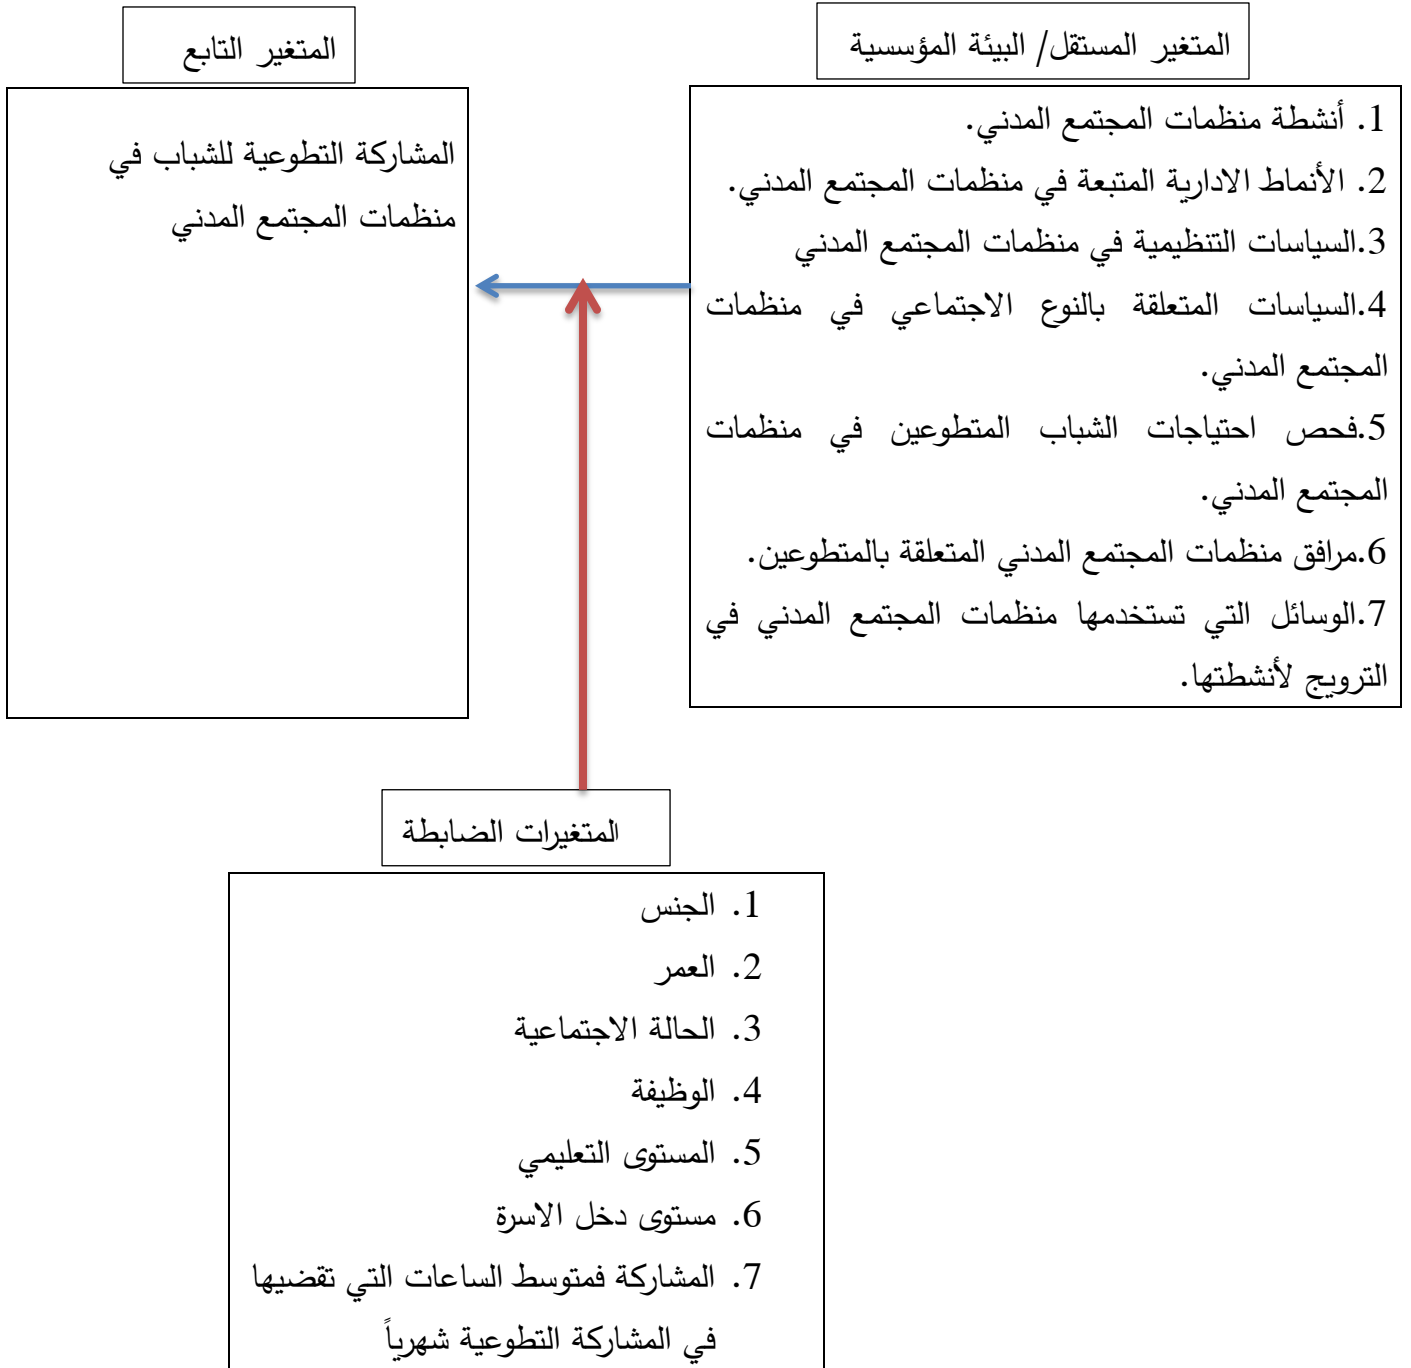 المتغير المستقل/ البيئة المؤسسية
1. أنشطة منظمات المجتمع المدني.
2. الأنماط الادارية المتبعة في منظمات المجتمع المدني.
3.السياسات التنظيمية في منظمات المجتمع المدني
4.السياسات المتعلقة بالنوع الاجتماعي في منظمات
المجتمع المدني.
5.فحص احتياجات الشباب المتطوعين في منظمات
المجتمع المدني.
6.مرافق منظمات المجتمع المدني المتعلقة بالمتطوعين.
7.الوسائل التي تستخدمها منظمات المجتمع المدني في
الترويج لأنشطتها.
المتغير التابع
المشاركة التطوعية للشباب في
منظمات المجتمع المدني
المتغيرات الضابطة
1. الجنس
2. العمر
3. الحالة الاجتماعية
4. الوظيفة
5. المستوى التعليمي
6. مستوى دخل الاسرة
7. المشاركة فمتوسط الساعات التي تقضيها
في المشاركة التطوعية شهرياً